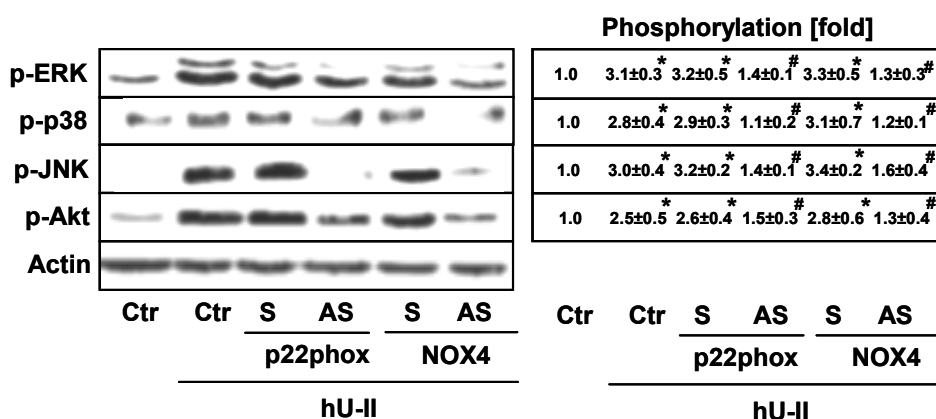 Phosphorylation [fold]
p-ERK 1.0 3.1±0.3* 3.2±0.5* 1.4±0.1# 3.3±0.5* 1.3±0.3#
p-p38 1.0 2.8±0.4* 2.9±0.3* 1.1±0.2# 3.1±0.7* 1.2±0.1#
p-JNK 1.0 3.0±0.4* 3.2±0.2* 1.4±0.1# 3.4±0.2* 1.6±0.4#
p-Akt 1.0 2.5±0.5* 2.6±0.4* 1.5±0.3# 2.8±0.6* 1.3±0.4#
Actin
Ctr Ctr S AS S AS Ctr Ctr S AS S AS
p22phox NOX4 p22phox NOX4
hU-II hU-II